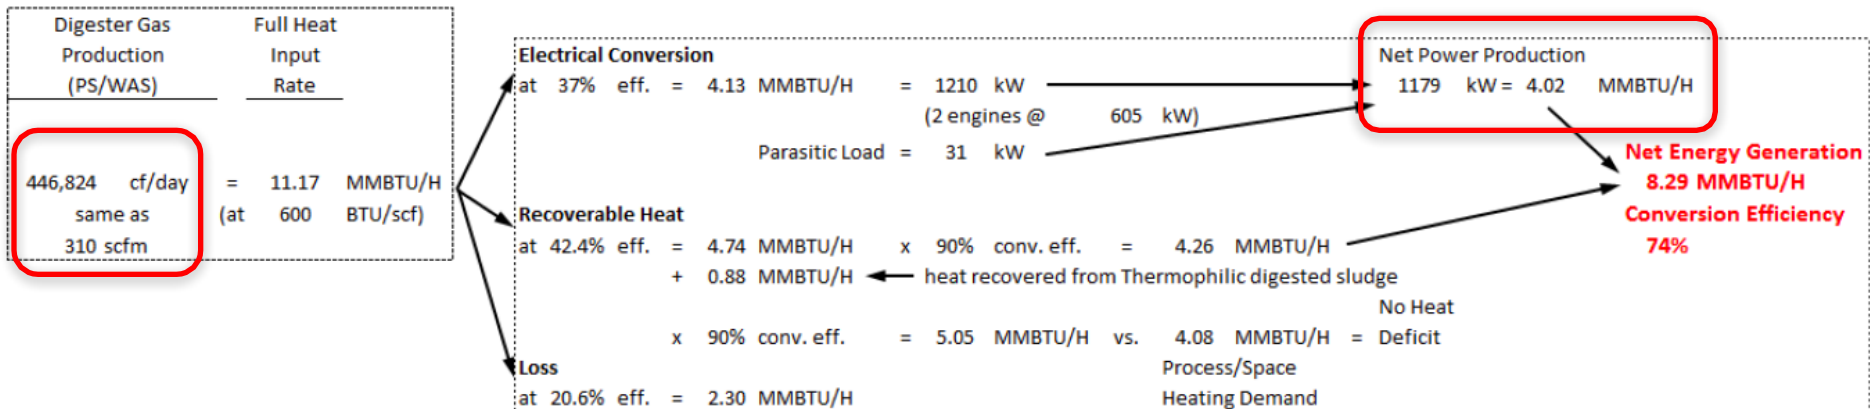 Digester Gas Full Heat
Production Input
(PS/WAS) Rate
446,824 cf/day = 11.17 MMBTU/H
same as (at 600 BTU/scf)
310 scfm
Electrical Conversion
at 37% eff. = 4.13 MMBTU/H = 1210 kW
(2 engines @ 605 kW)
Parasitic Load = 31 kW
Net Power Production
1179 kW = 4.02 MMBTU/H
Net Energy Generation
8.29 MMBTU/H
Conversion Efficiency
74%
Recoverable Heat
at 42.4% eff. = 4.74 MMBTU/H x 90% conv. eff. = 4.26 MMBTU/H
+ 0.88 MMBTU/H heat recovered from Thermophilic digested sludge
No Heat
x 90% conv. eff. = 5.05 MMBTU/H vs. 4.08 MMBTU/H = Deficit
Process/Space
Heating Demand
Loss
at 20.6% eff. = 2.30 MMBTU/H